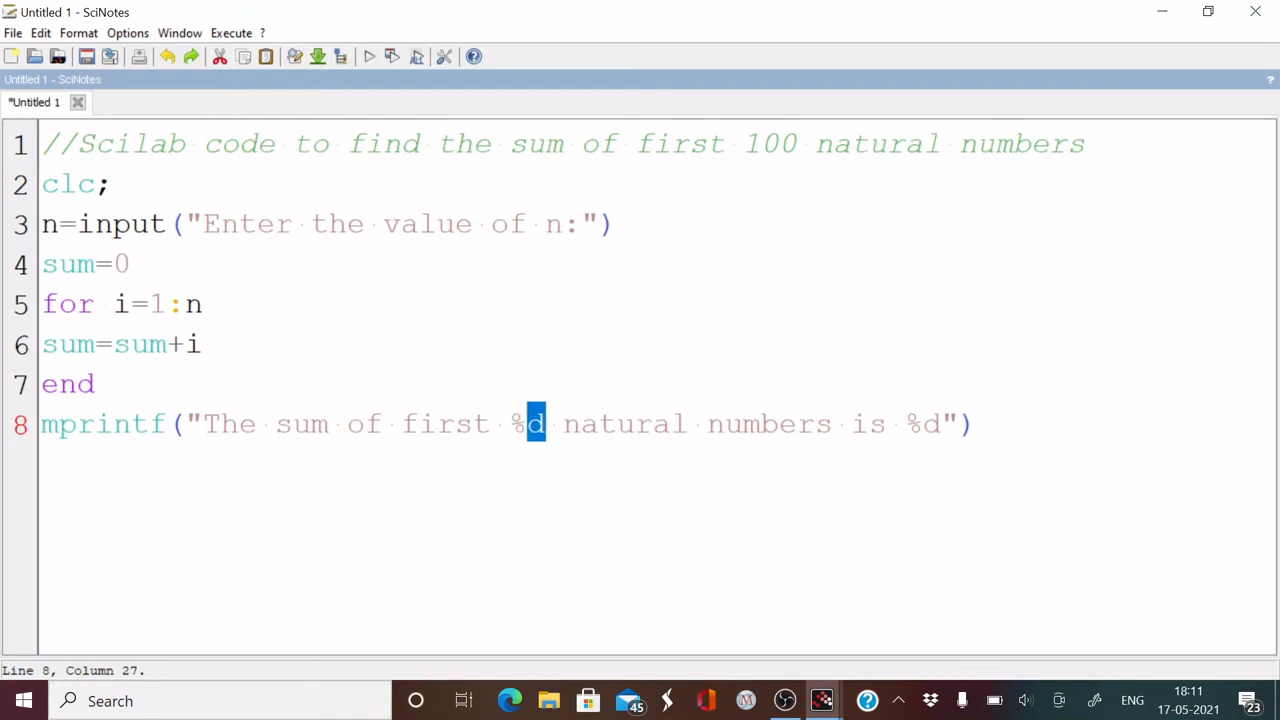 Untitled 1 - SciNotes
File Edit Format Options Window Execute ?
Untitled 1 - SciNotes ?
*Untitled 1
1 //Scilab code to find the sum of first 100 natural numbers
2 clc;
3 n=input("Enter the value of n:")
4 sum=0
5 for i=1:n
6 sum=sum+i
7 end
8 mprintf("The sum of first %d natural numbers is %d")
Line 8, Column 27.
Search 45 M ? ENG 18:11
17-05-2021 23